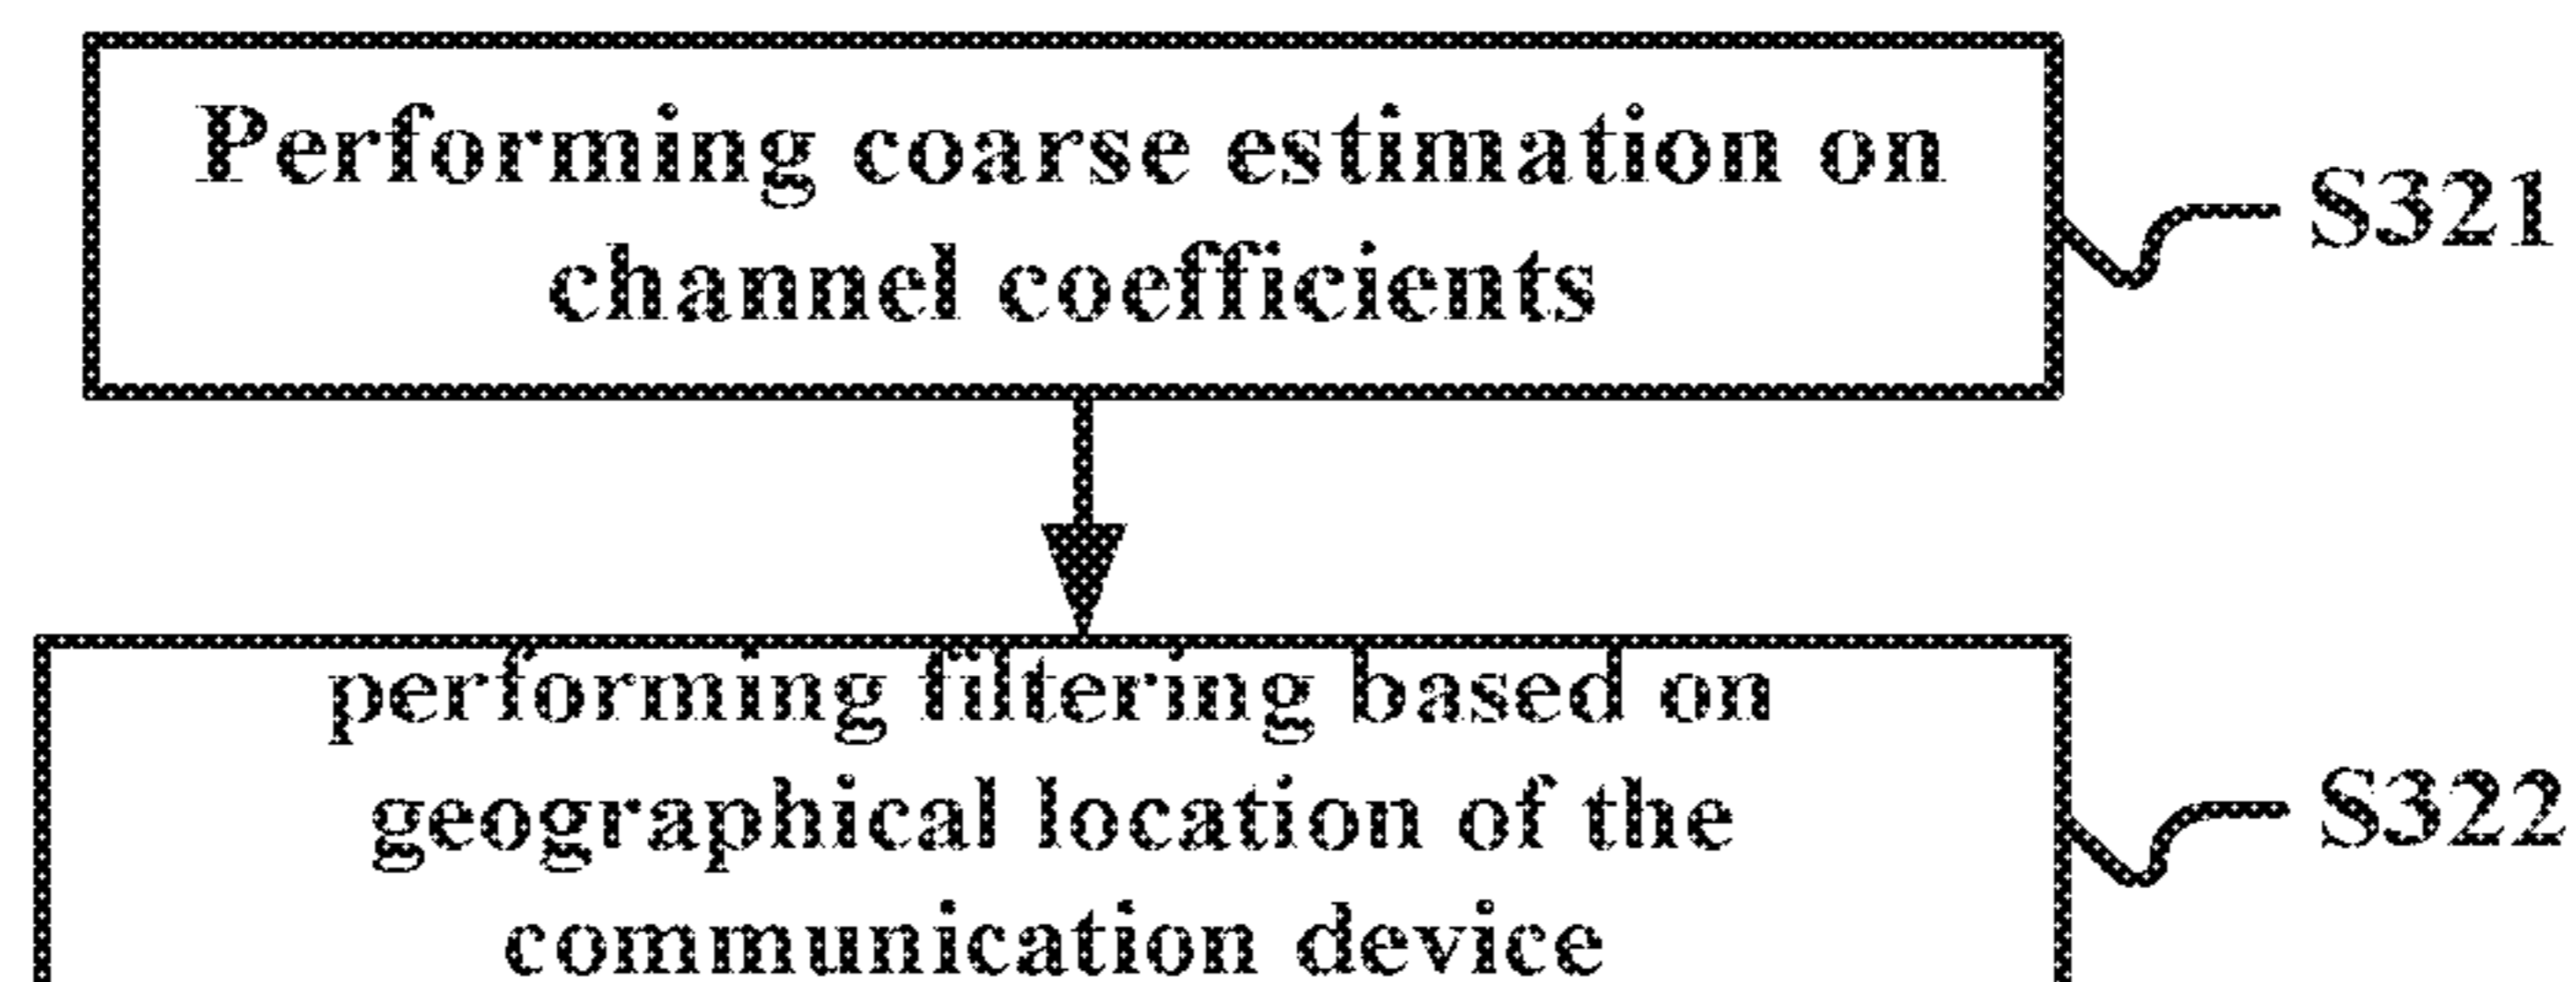 Performing coarse estimation on
channel coefficients
S321
performing filtering based on
geographical location of the
communication device
S322